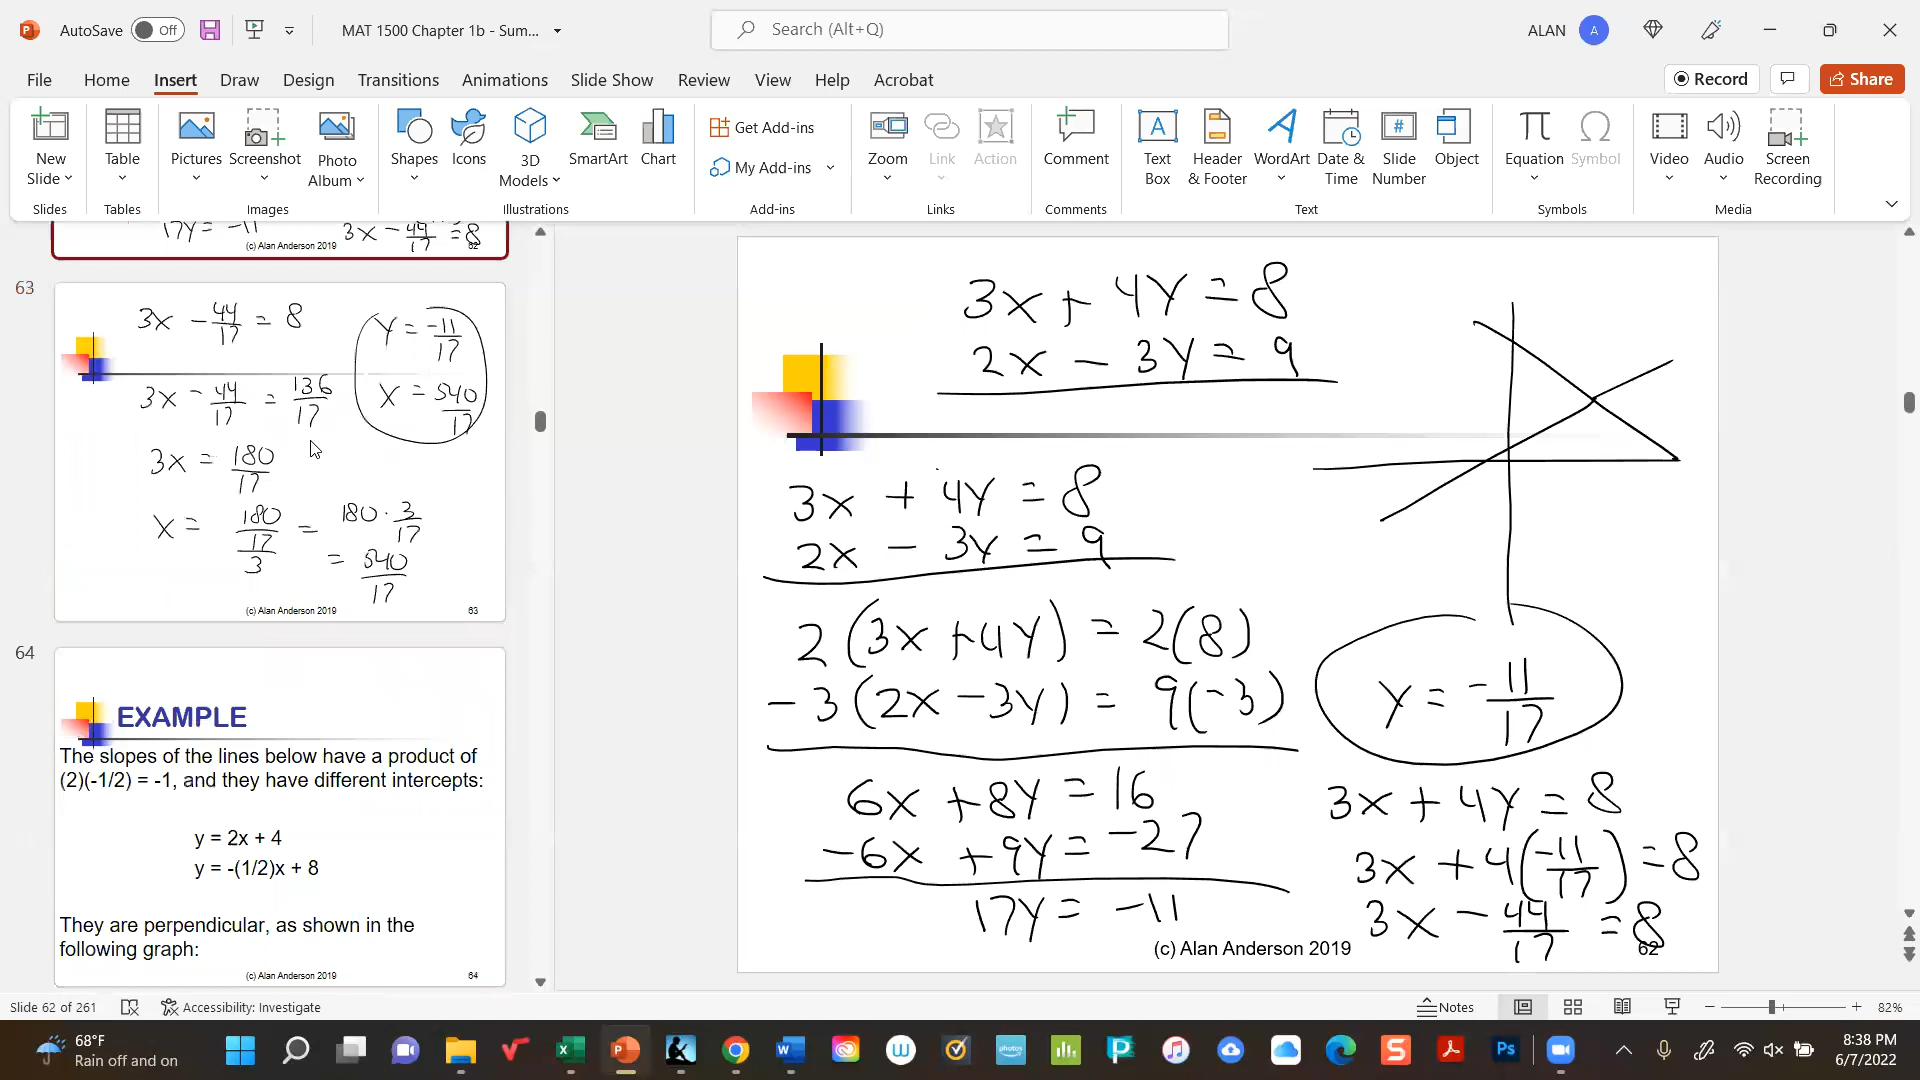 AutoSave Off MAT 1500 Chapter 1b - Sum... Search (Alt+Q) ALAN A
File Home Insert Draw Design Transitions Animations Slide Show Review View Help Acrobat Record Share
New Slide Table Pictures Screenshot Photo Album Shapes Icons 3D Models SmartArt Chart Get Add-ins My Add-ins Zoom Link Action Comment Text Box Header & Footer WordArt Date & Time Slide Number Object Equation Symbol Video Audio Screen Recording
Slides Tables Images Illustrations Add-ins Links Comments Text Symbols Media
17Y = -11 3x - 44/17 = 8
(c) Alan Anderson 2019 62
63
3x - 44/17 = 8
Y = -11/17
3x - 44/17 = 136/17
X = 540/17
3x = 180/17
x = 180/17/3 = 180 · 3/17
= 540/17
(c) Alan Anderson 2019 63
64
EXAMPLE
The slopes of the lines below have a product of
(2)(-1/2) = -1, and they have different intercepts:
y = 2x + 4
y = -(1/2)x + 8
They are perpendicular, as shown in the
following graph:
(c) Alan Anderson 2019 64
3x + 4Y = 8
2x - 3Y = 9
3x + 4Y = 8
2x - 3Y = 9
2(3x + 4Y) = 2(8)
-3(2x - 3Y) = 9(-3)
6x + 8Y = 16
-6x + 9Y = -27
17Y = -11
Y = -11/17
3x + 4Y = 8
3x + 4(-11/17) = 8
3x - 44/17 = 8
(c) Alan Anderson 2019 62
Slide 62 of 261 Accessibility: Investigate Notes 82%
68°F
Rain off and on
8:38 PM
6/7/2022